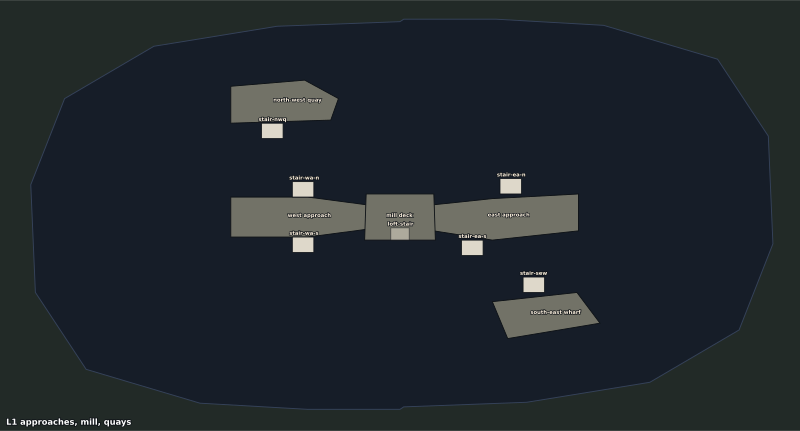 north-west quay
stair-nwq
stair-wa-n
stair-ea-n
west approach
mill deck
east approach
loft stair
stair-wa-s
stair-ea-s
stair-sew
south-east wharf
L1 approaches, mill, quays